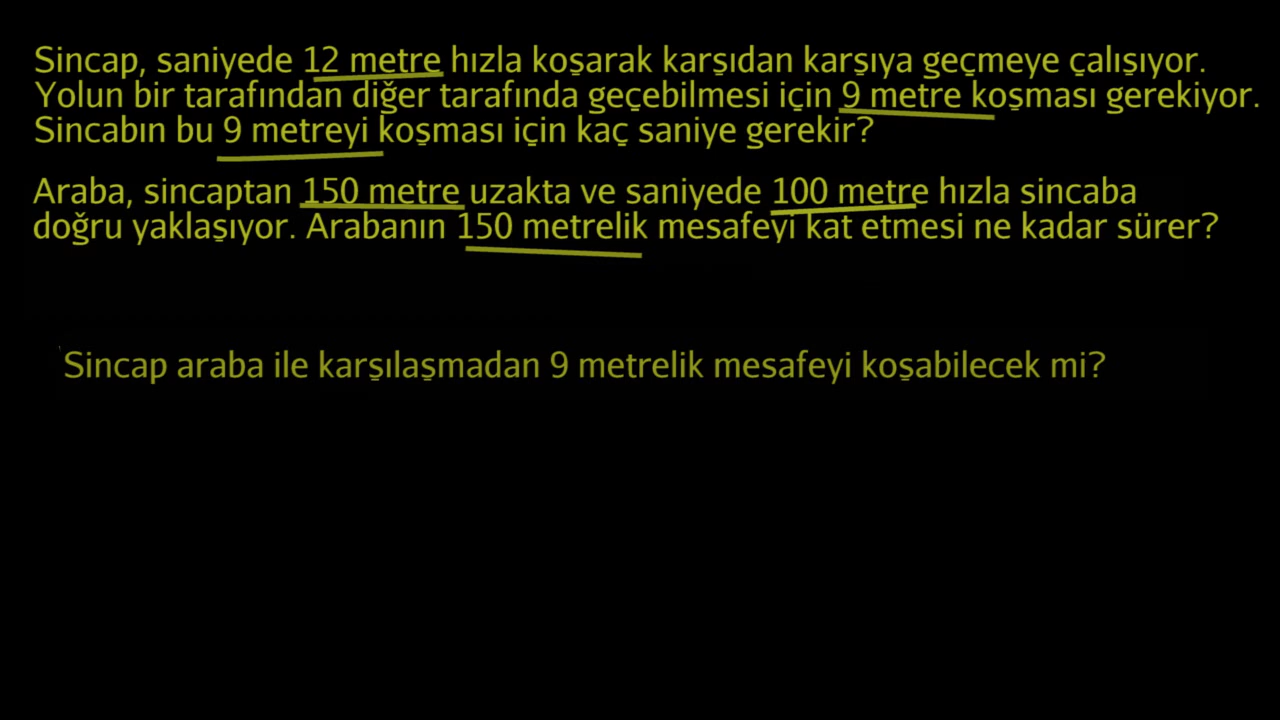 Sincap, saniyede 12 metre hızla koşarak karşıdan karşıya geçmeye çalışıyor.
Yolun bir tarafından diğer tarafında geçebilmesi için 9 metre koşması gerekiyor.
Sincabın bu 9 metreyi koşması için kaç saniye gerekir?
Araba, sincaptan 150 metre uzakta ve saniyede 100 metre hızla sincaba
doğru yaklaşıyor. Arabanın 150 metrelik mesafeyi kat etmesi ne kadar sürer?
Sincap araba ile karşılaşmadan 9 metrelik mesafeyi koşabilecek mi?